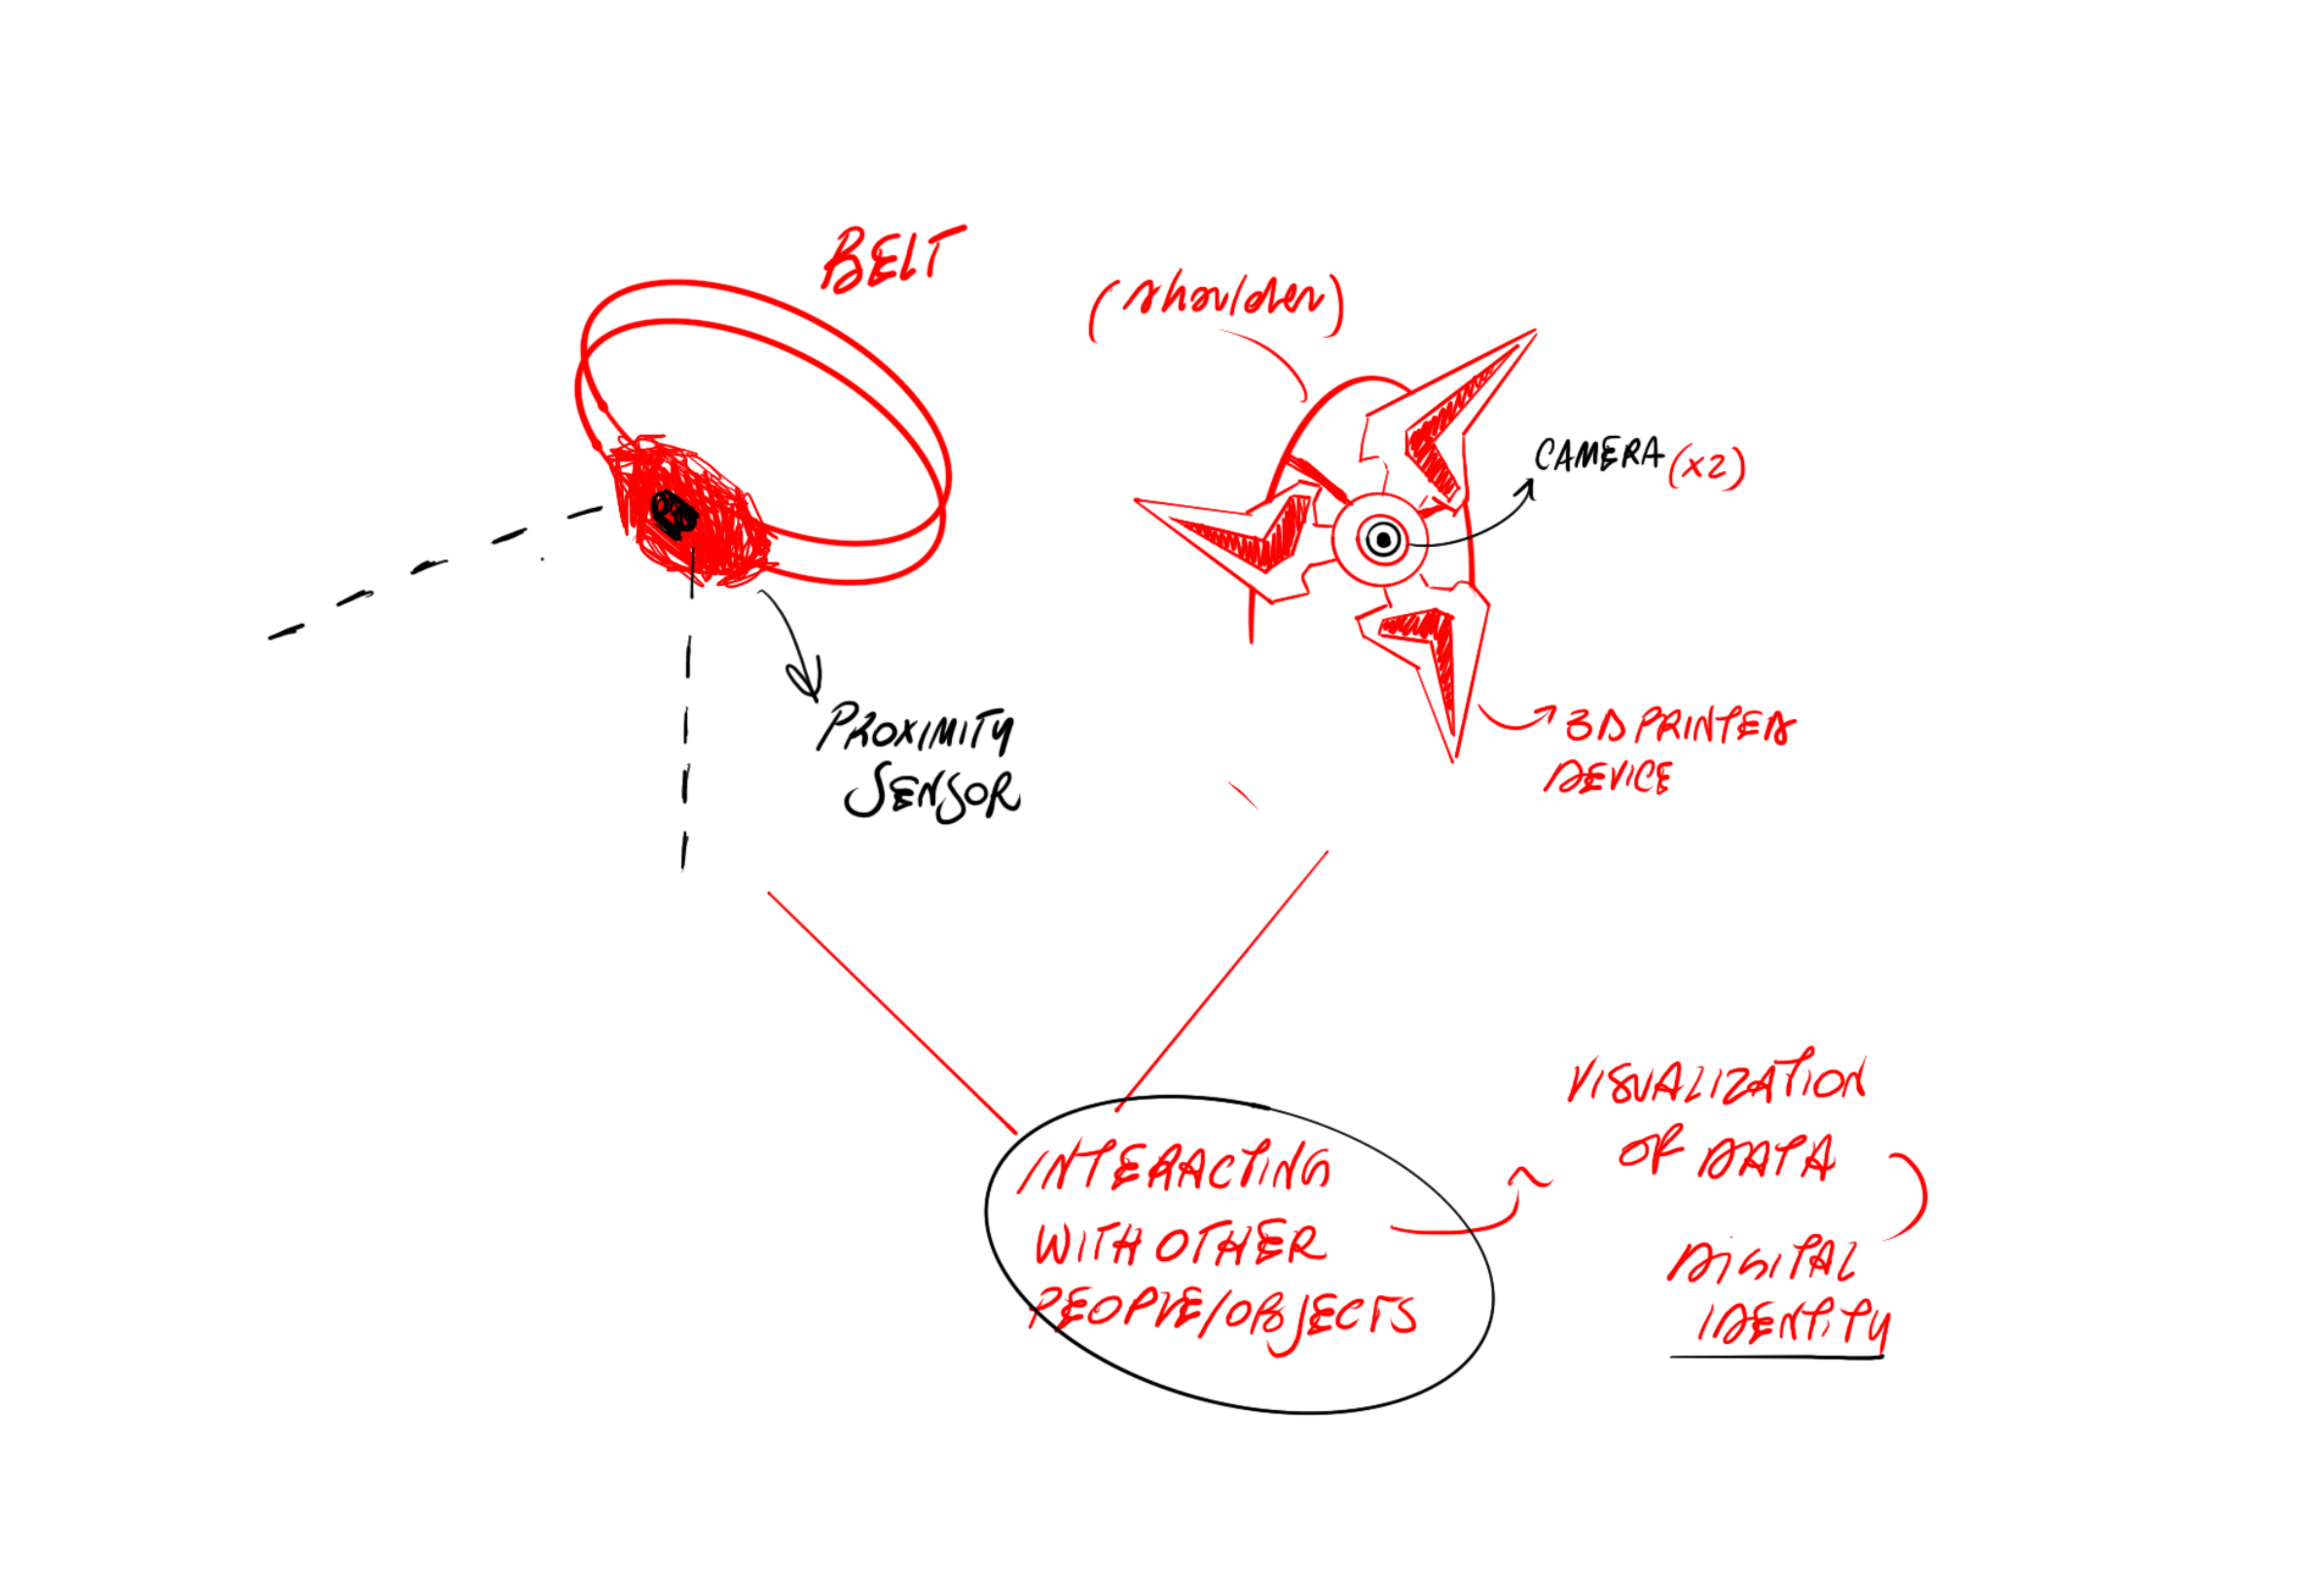 BELT
(shoulder)
CAMERA (x2)
PROXIMITY
SENSOR
3D PRINTED
DEVICE
INTERACTING
WITH OTHER
PEOPLE/OBJECTS
VISUALIZATION
OF DATA
DIGITAL
IDENTITY